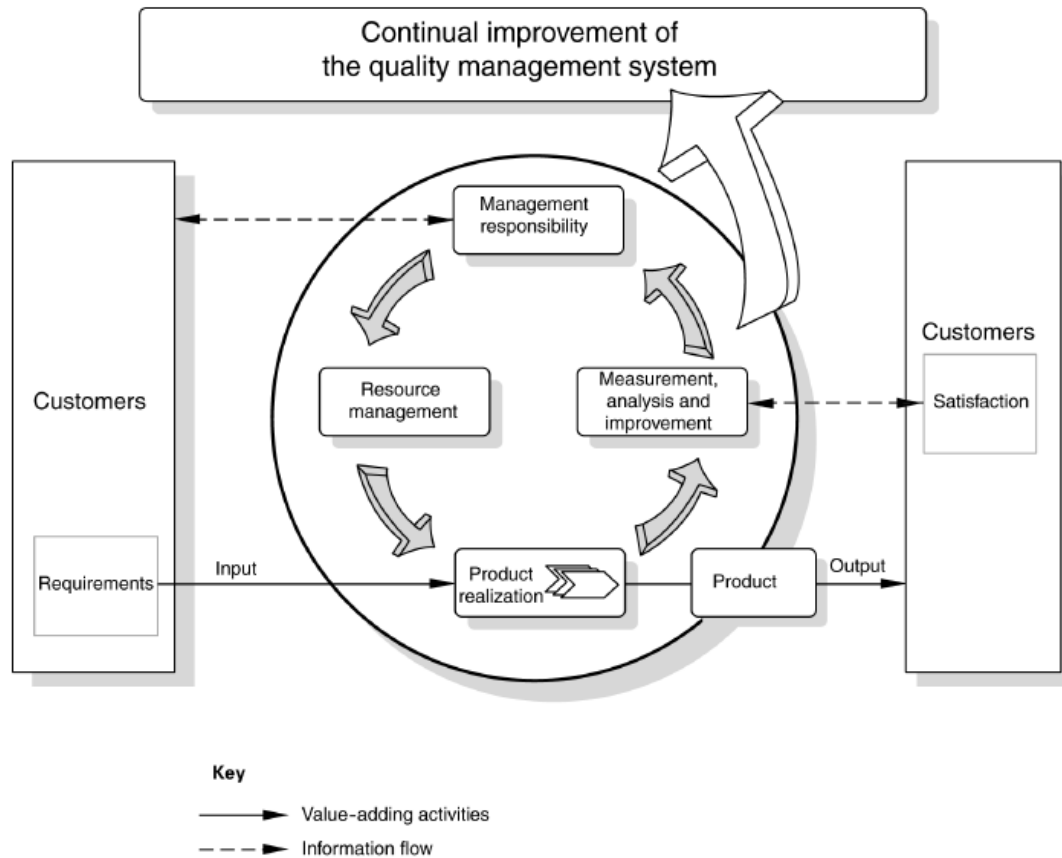 Continual improvement of
the quality management system
Management
responsibility
Customers
Resource
management
Measurement,
analysis and
improvement
Customers
Satisfaction
Requirements
Input
Product
realization
Product
Output
Key
Value-adding activities
Information flow